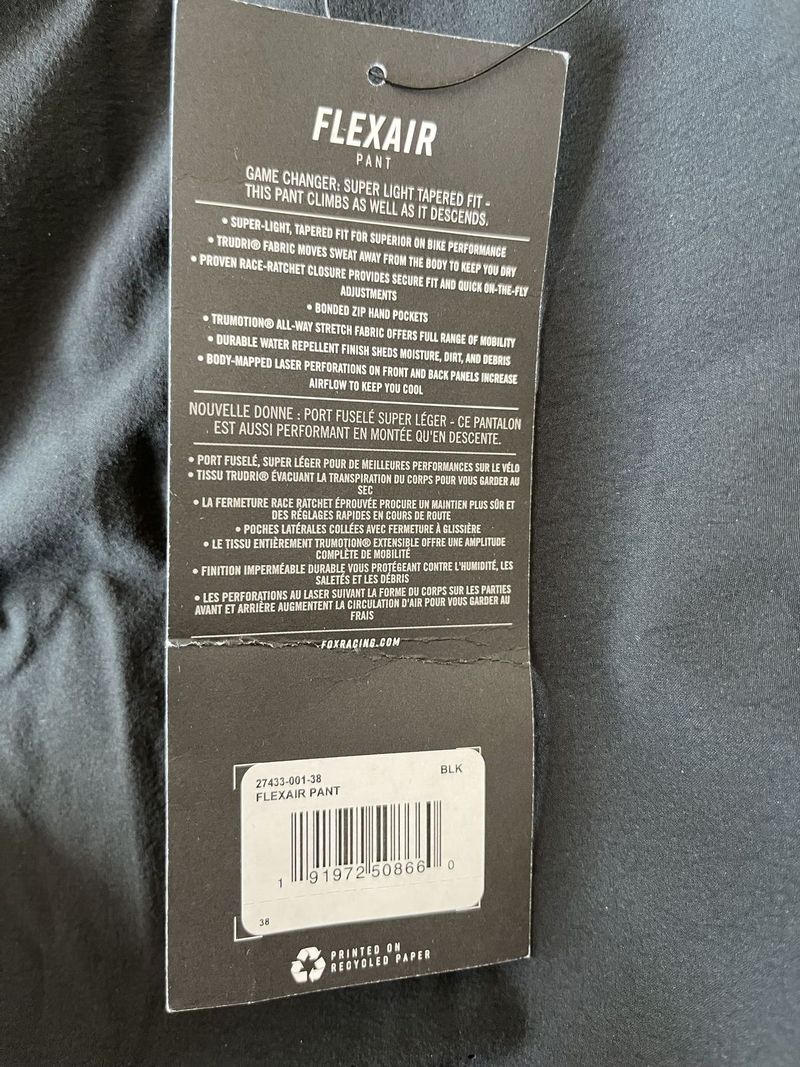 FLEXAIR
PANT
GAME CHANGER: SUPER LIGHT TAPERED FIT -
THIS PANT CLIMBS AS WELL AS IT DESCENDS.
• SUPER-LIGHT, TAPERED FIT FOR SUPERIOR ON BIKE PERFORMANCE
• TRUDRI® FABRIC MOVES SWEAT AWAY FROM THE BODY TO KEEP YOU DRY
• PROVEN RACE-RATCHET CLOSURE PROVIDES SECURE FIT AND QUICK ON-THE-FLY
ADJUSTMENTS
• BONDED ZIP HAND POCKETS
• TRUMOTION® ALL-WAY STRETCH FABRIC OFFERS FULL RANGE OF MOBILITY
• DURABLE WATER REPELLENT FINISH SHEDS MOISTURE, DIRT, AND DEBRIS
• BODY-MAPPED LASER PERFORATIONS ON FRONT AND BACK PANELS INCREASE
AIRFLOW TO KEEP YOU COOL
NOUVELLE DONNE : PORT FUSELÉ SUPER LÉGER - CE PANTALON
EST AUSSI PERFORMANT EN MONTÉE QU'EN DESCENTE.
• PORT FUSELÉ, SUPER LÉGER POUR DE MEILLEURES PERFORMANCES SUR LE VÉLO
• TISSU TRUDRI® ÉVACUANT LA TRANSPIRATION DU CORPS POUR VOUS GARDER AU
SEC
• LA FERMETURE RACE RATCHET ÉPROUVÉE PROCURE UN MAINTIEN PLUS SÛR ET
DES RÉGLAGES RAPIDES EN COURS DE ROUTE
• POCHES LATÉRALES COLLÉES AVEC FERMETURE À GLISSIÈRE
• LE TISSU ENTIÈREMENT TRUMOTION® EXTENSIBLE OFFRE UNE AMPLITUDE
COMPLÈTE DE MOBILITÉ
• FINITION IMPERMÉABLE DURABLE VOUS PROTÉGEANT CONTRE L'HUMIDITÉ, LES
SALETÉS ET LES DÉBRIS
• LES PERFORATIONS AU LASER SUIVANT LA FORME DU CORPS SUR LES PARTIES
AVANT ET ARRIÈRE AUGMENTENT LA CIRCULATION D'AIR POUR VOUS GARDER AU
FRAIS
FOXRACING.COM
27433-001-38 BLK
FLEXAIR PANT
1 91972 50866 0
38
PRINTED ON
RECYCLED PAPER